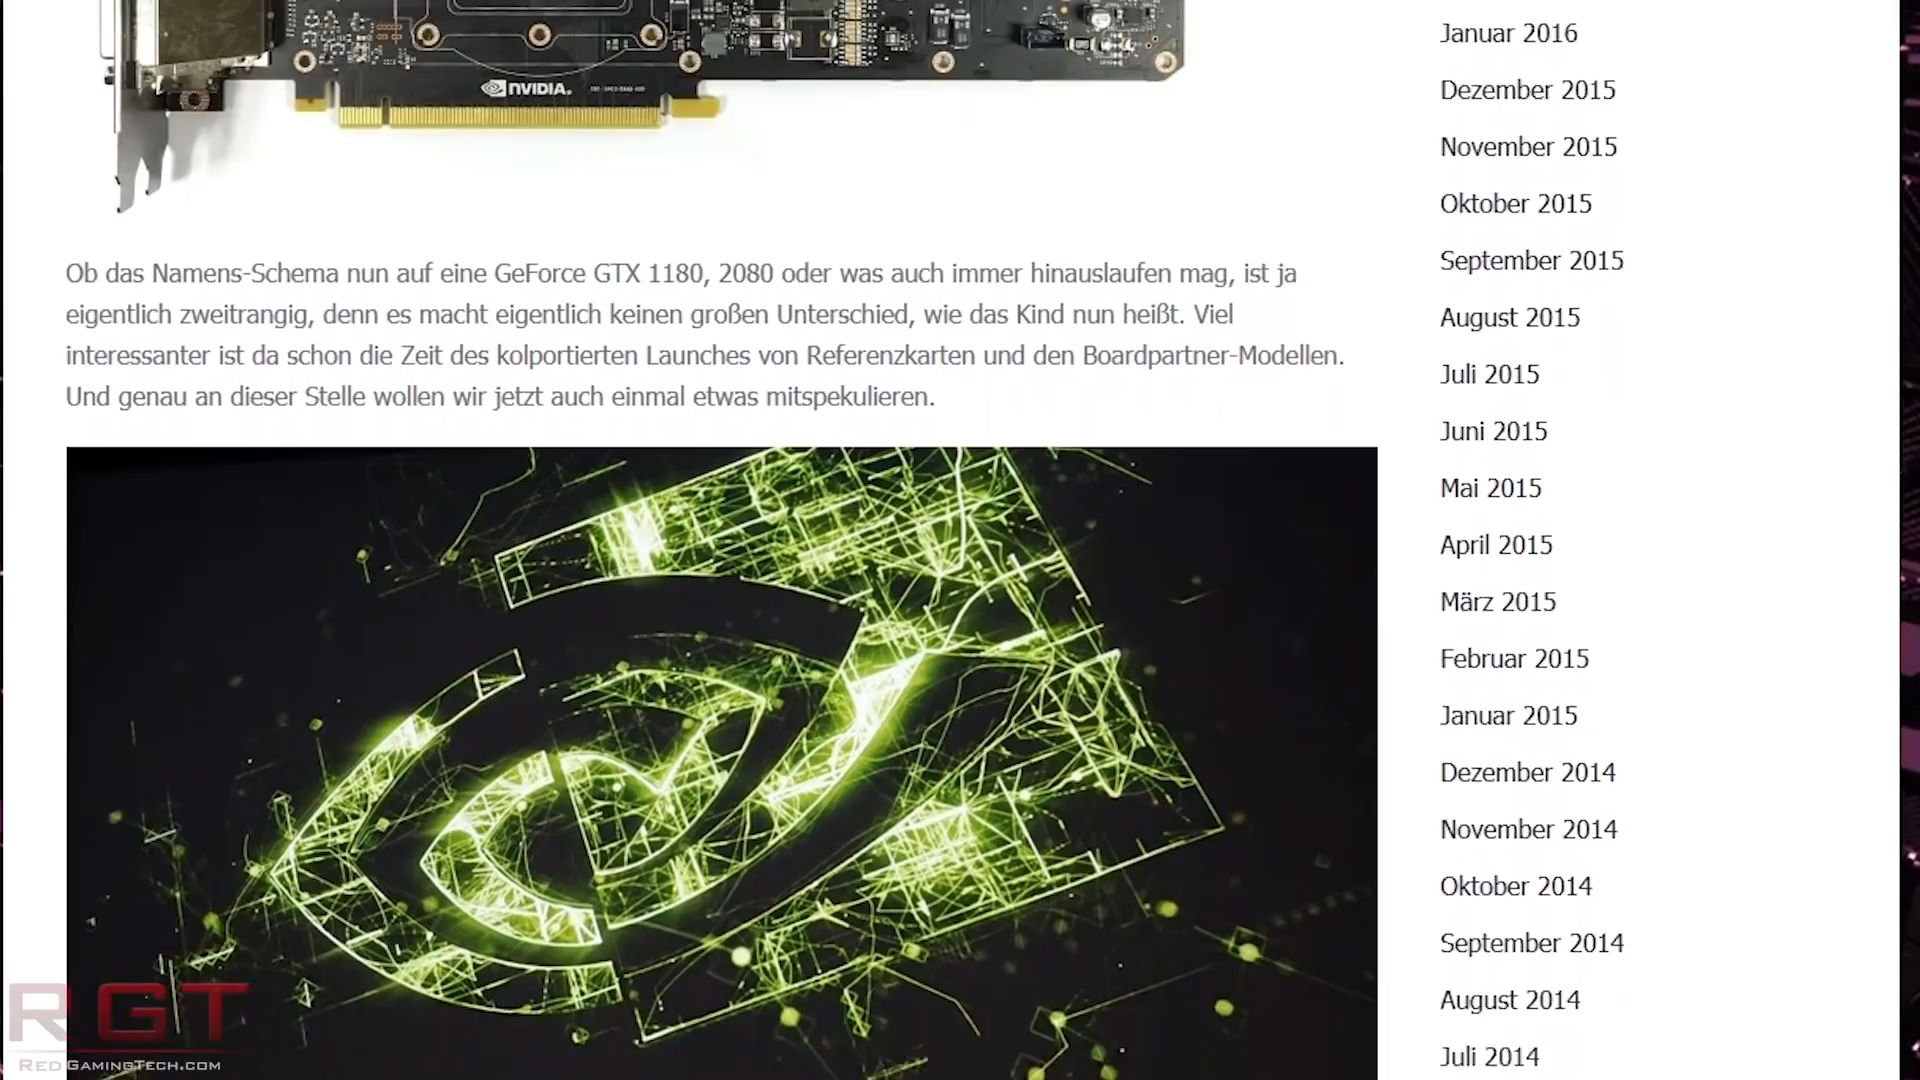 NVIDIA.
Ob das Namens-Schema nun auf eine GeForce GTX 1180, 2080 oder was auch immer hinauslaufen mag, ist ja
eigentlich zweitrangig, denn es macht eigentlich keinen großen Unterschied, wie das Kind nun heißt. Viel
interessanter ist da schon die Zeit des kolportierten Launches von Referenzkarten und den Boardpartner-Modellen.
Und genau an dieser Stelle wollen wir jetzt auch einmal etwas mitspekulieren.
Januar 2016
Dezember 2015
November 2015
Oktober 2015
September 2015
August 2015
Juli 2015
Juni 2015
Mai 2015
April 2015
März 2015
Februar 2015
Januar 2015
Dezember 2014
November 2014
Oktober 2014
September 2014
August 2014
Juli 2014
RGT
REDGAMINGTECH.COM